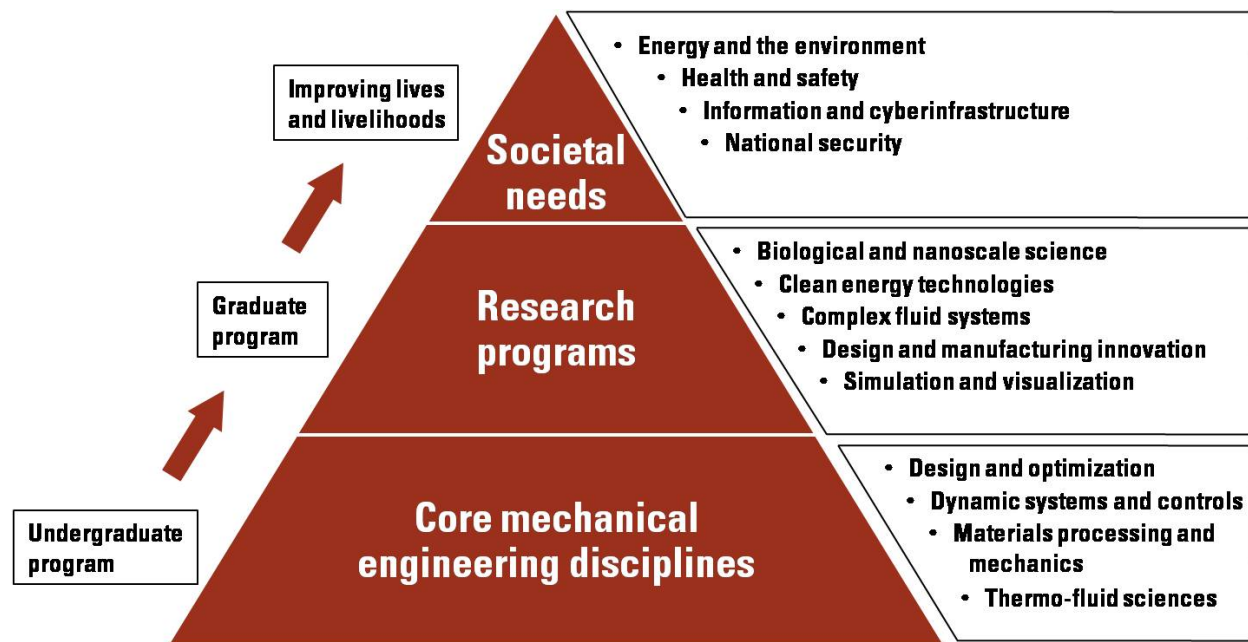 Improving lives
and livelihoods
Societal
needs
• Energy and the environment
• Health and safety
• Information and cyberinfrastructure
• National security
Graduate
program
Research
programs
• Biological and nanoscale science
• Clean energy technologies
• Complex fluid systems
• Design and manufacturing innovation
• Simulation and visualization
Undergraduate
program
Core mechanical
engineering disciplines
• Design and optimization
• Dynamic systems and controls
• Materials processing and
mechanics
• Thermo-fluid sciences